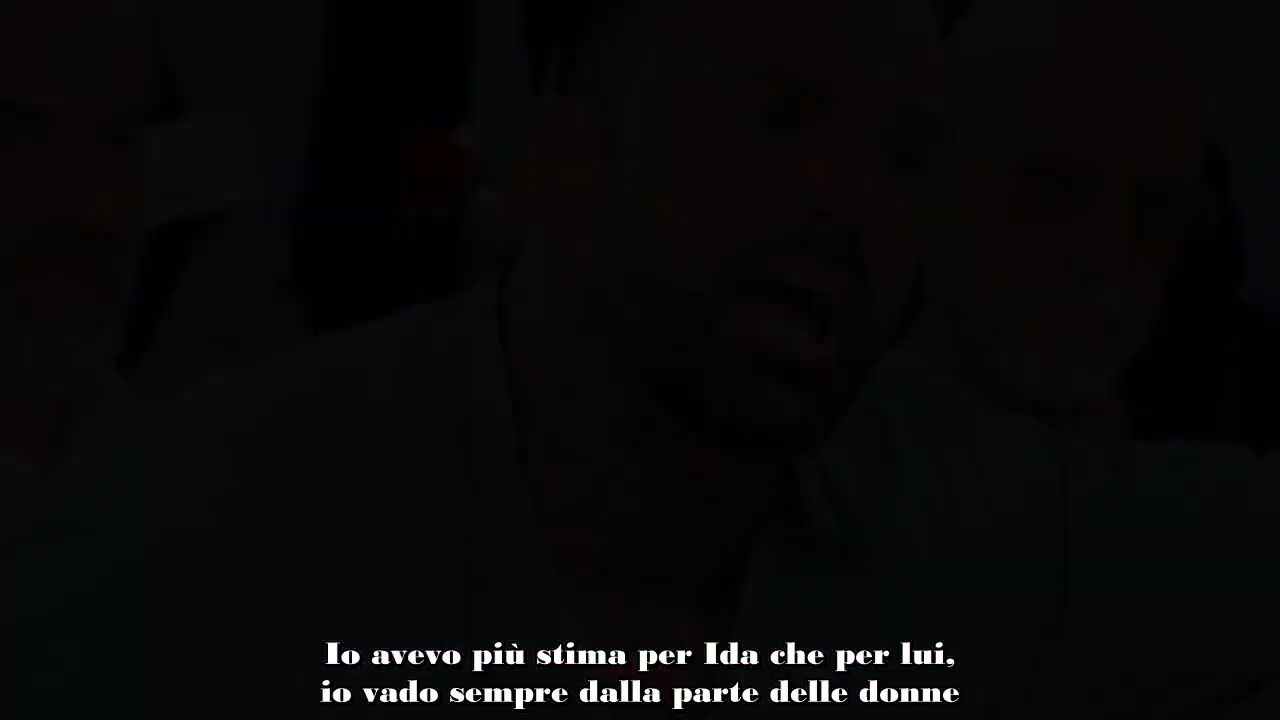 Io avevo più stima per Ida che per lui,
io vado sempre dalla parte delle donne